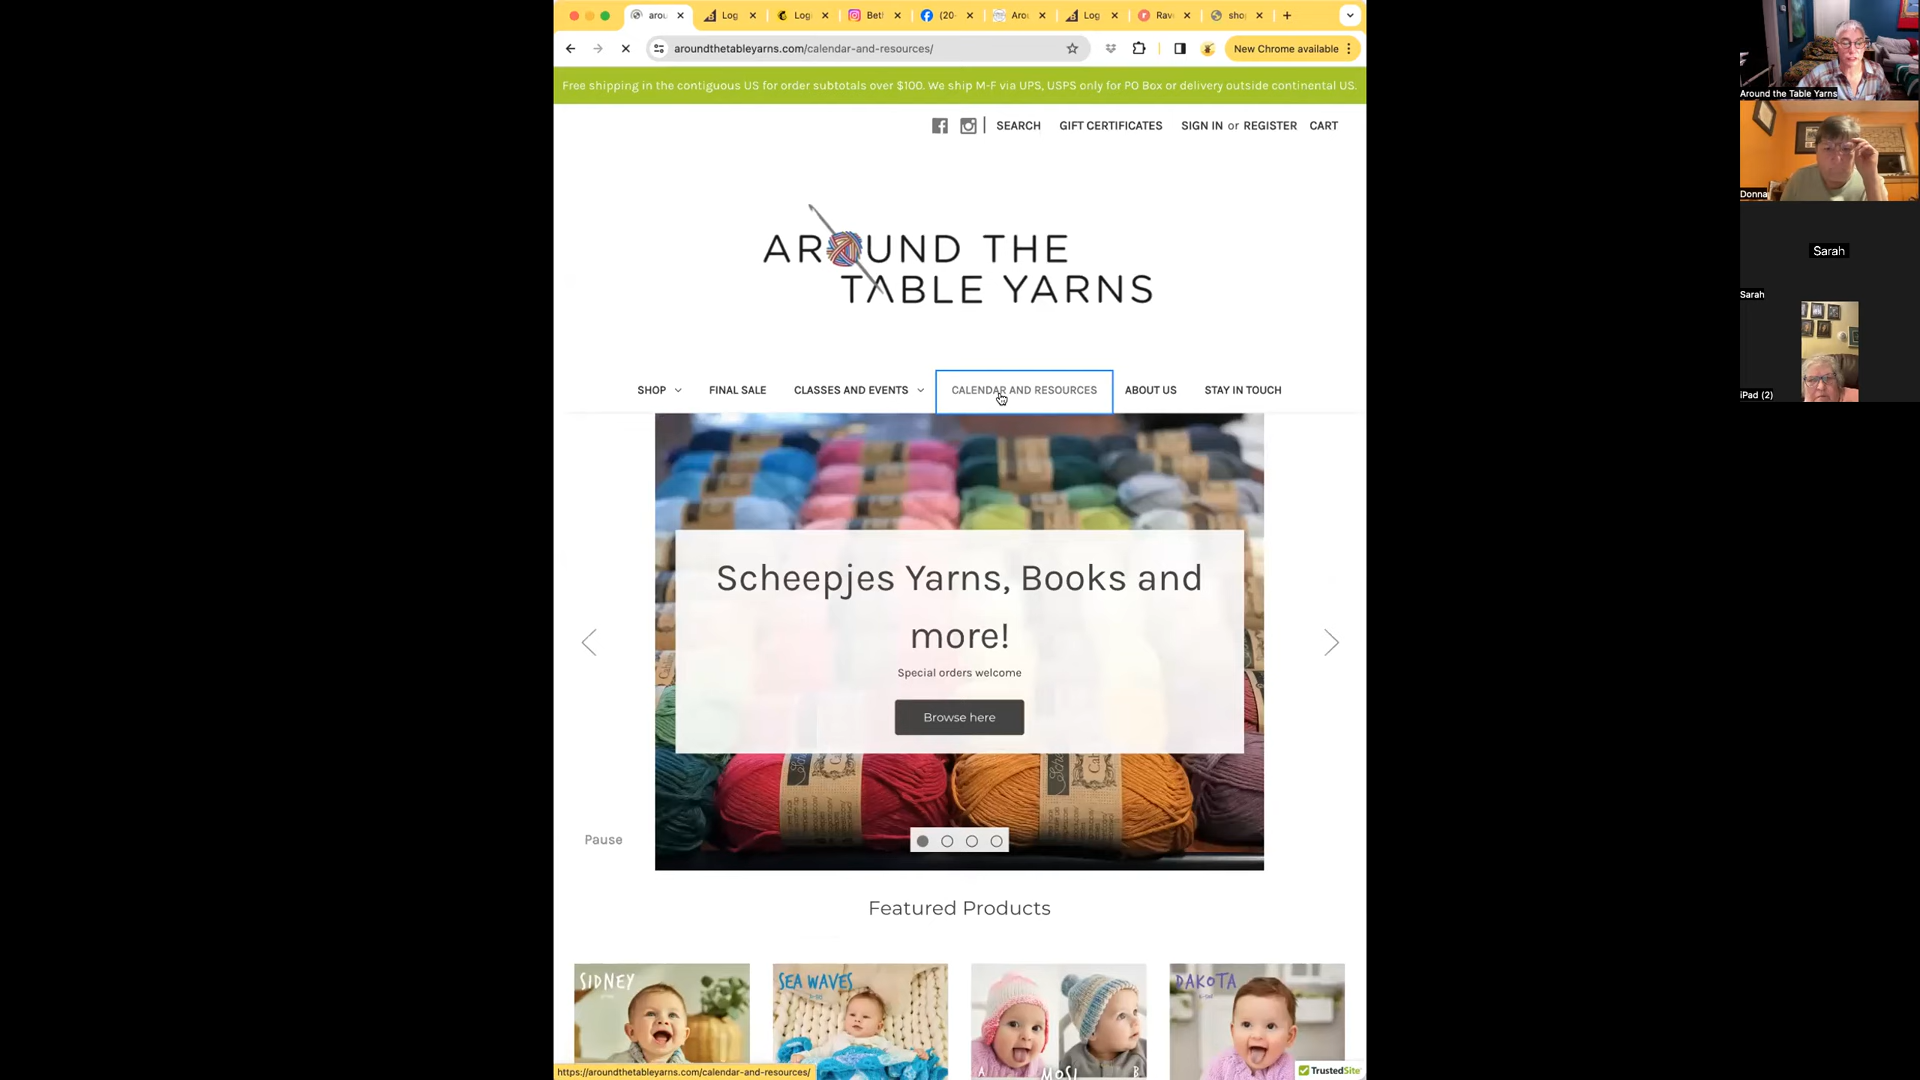 arou
Log
Log
Bet
(20
Arou
Log
Rav
sho
aroundthetableyarns.com/calendar-and-resources/
New Chrome available
Free shipping in the contiguous US for order subtotals over $100. We ship M-F via UPS, USPS only for PO Box or delivery outside continental US.
SEARCH GIFT CERTIFICATES SIGN IN or REGISTER CART
AROUND THE
TABLE YARNS
SHOP FINAL SALE CLASSES AND EVENTS CALENDAR AND RESOURCES ABOUT US STAY IN TOUCH
Scheepjes Yarns, Books and
more!
Special orders welcome
Browse here
Pause
Featured Products
SIDNEY
SEA WAVES
A
MOSI
B
DAKOTA
https://aroundthetableyarns.com/calendar-and-resources/
TrustedSite
Around the Table Yarns
Donna
Sarah
Sarah
iPad (2)